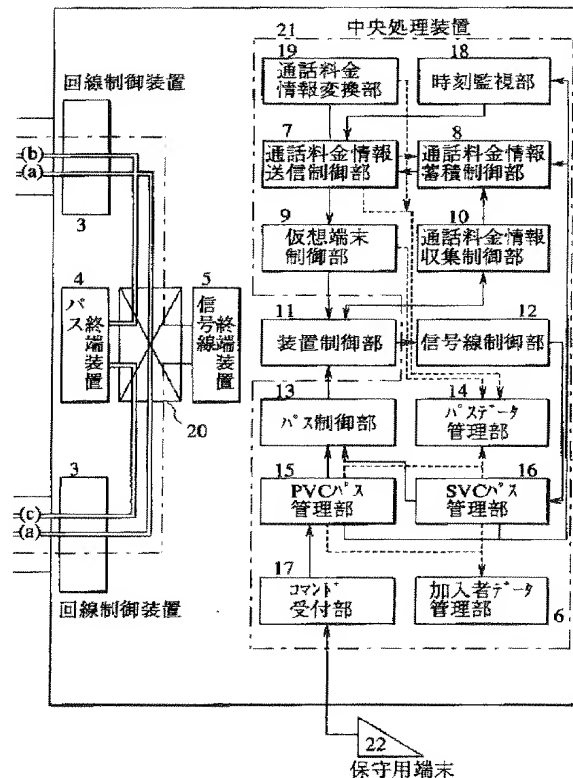 21 中央処理装置
回線制御装置
(b)
(a)
3
4
パス
終端装置
5
信号線
終端装置
20
3
(c)
(a)
回線制御装置
19
通話料金
情報変換部
18
時刻監視部
7
通話料金情報
送信制御部
8
通話料金情報
蓄積制御部
9
仮想端末
制御部
10
通話料金情報
収集制御部
11
装置制御部
12
信号線制御部
13
パス制御部
14
パスデータ
管理部
15
PVCパス
管理部
16
SVCパス
管理部
17
コマンド
受付部
加入者データ
管理部
6
22
保守用端末